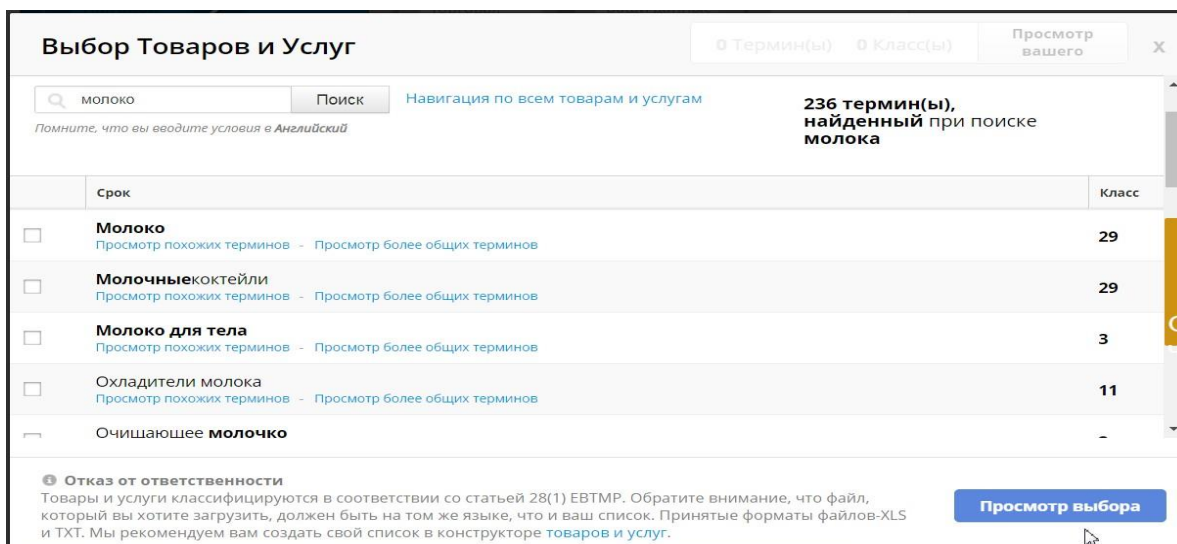 Выбор Товаров и Услуг
0 Термин(ы) 0 Класс(ы)
Просмотр
вашего
x
молоко
Поиск
Навигация по всем товарам и услугам
Помните, что вы вводите условия в Английский
236 термин(ы),
найденный при поиске
молока
Срок Класс
Молоко
Просмотр похожих терминов - Просмотр более общих терминов
29
Молочныекоктейли
Просмотр похожих терминов - Просмотр более общих терминов
29
Молоко для тела
Просмотр похожих терминов - Просмотр более общих терминов
3
Охладители молока
Просмотр похожих терминов - Просмотр более общих терминов
11
Очищающее молочко
Отказ от ответственности
Товары и услуги классифицируются в соответствии со статьей 28(1) ЕВТМР. Обратите внимание, что файл,
который вы хотите загрузить, должен быть на том же языке, что и ваш список. Принятые форматы файлов-XLS
и TXT. Мы рекомендуем вам создать свой список в конструкторе товаров и услуг.
Просмотр выбора